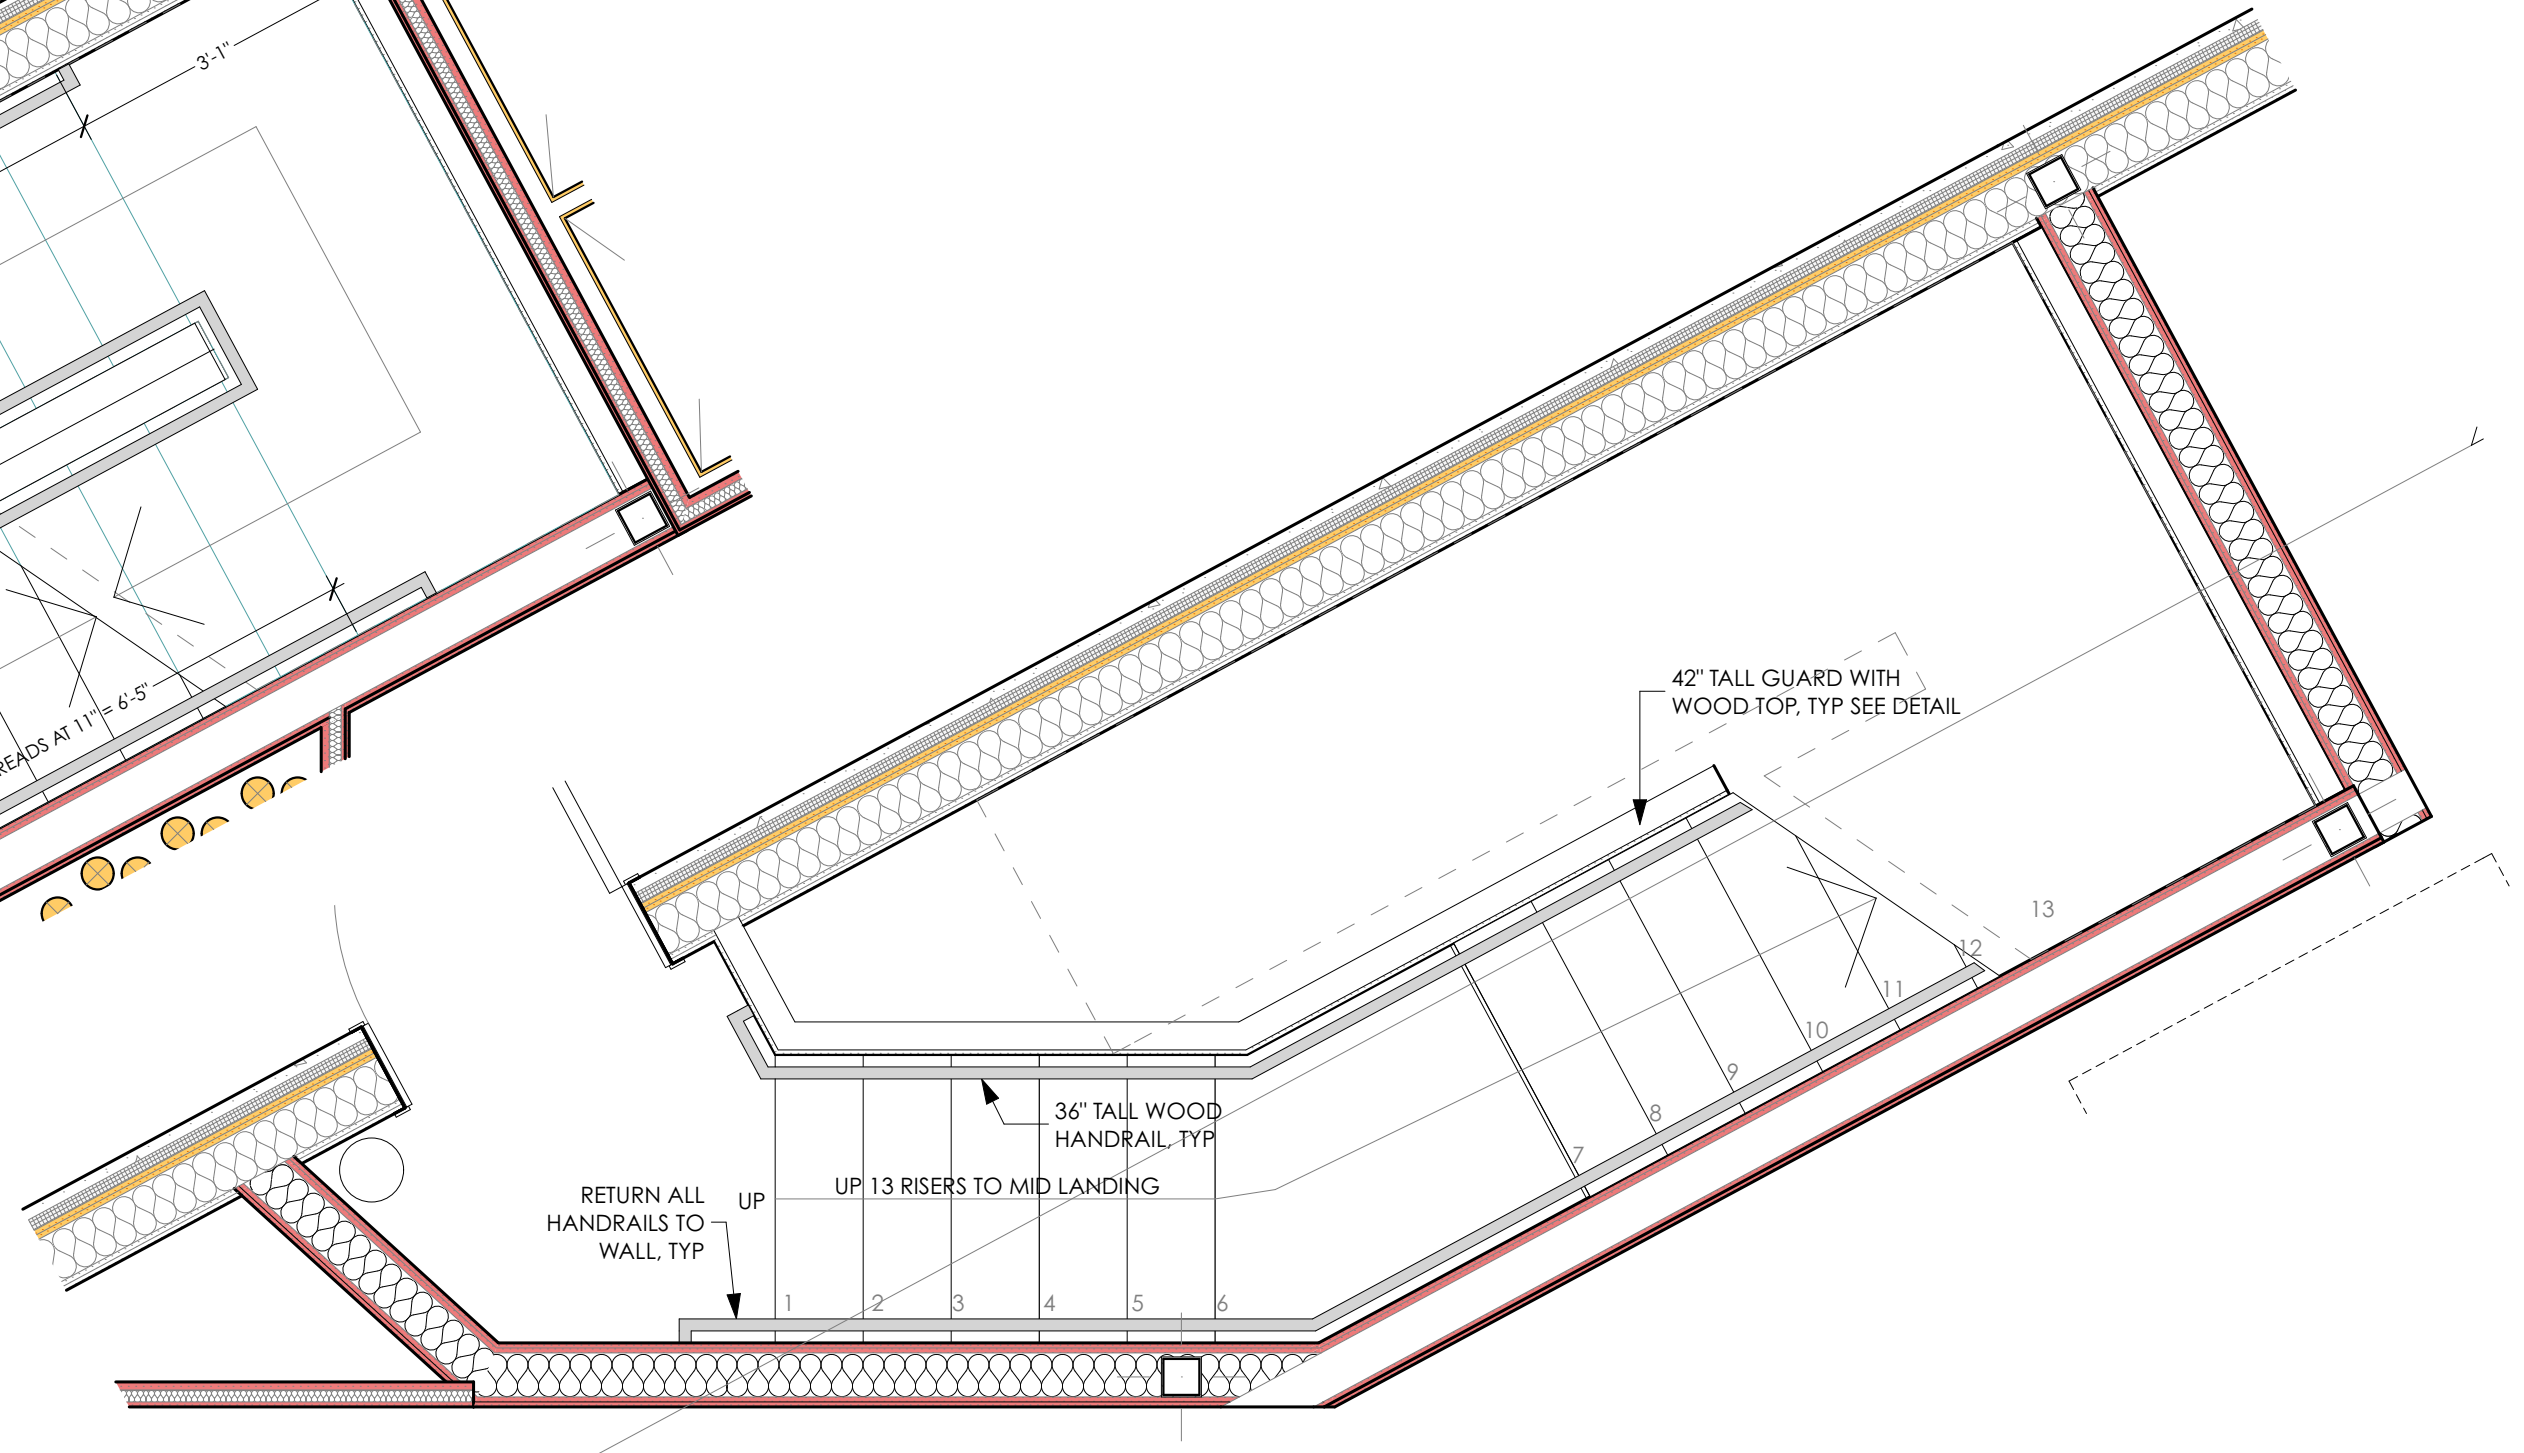 3'-1"
READS AT 11" = 6'-5"
42" TALL GUARD WITH
WOOD TOP, TYP SEE DETAIL
13
12
11
10
9
8
7
36" TALL WOOD
HANDRAIL, TYP
UP 13 RISERS TO MID LANDING
UP
RETURN ALL
HANDRAILS TO
WALL, TYP
1
2
3
4
5
6